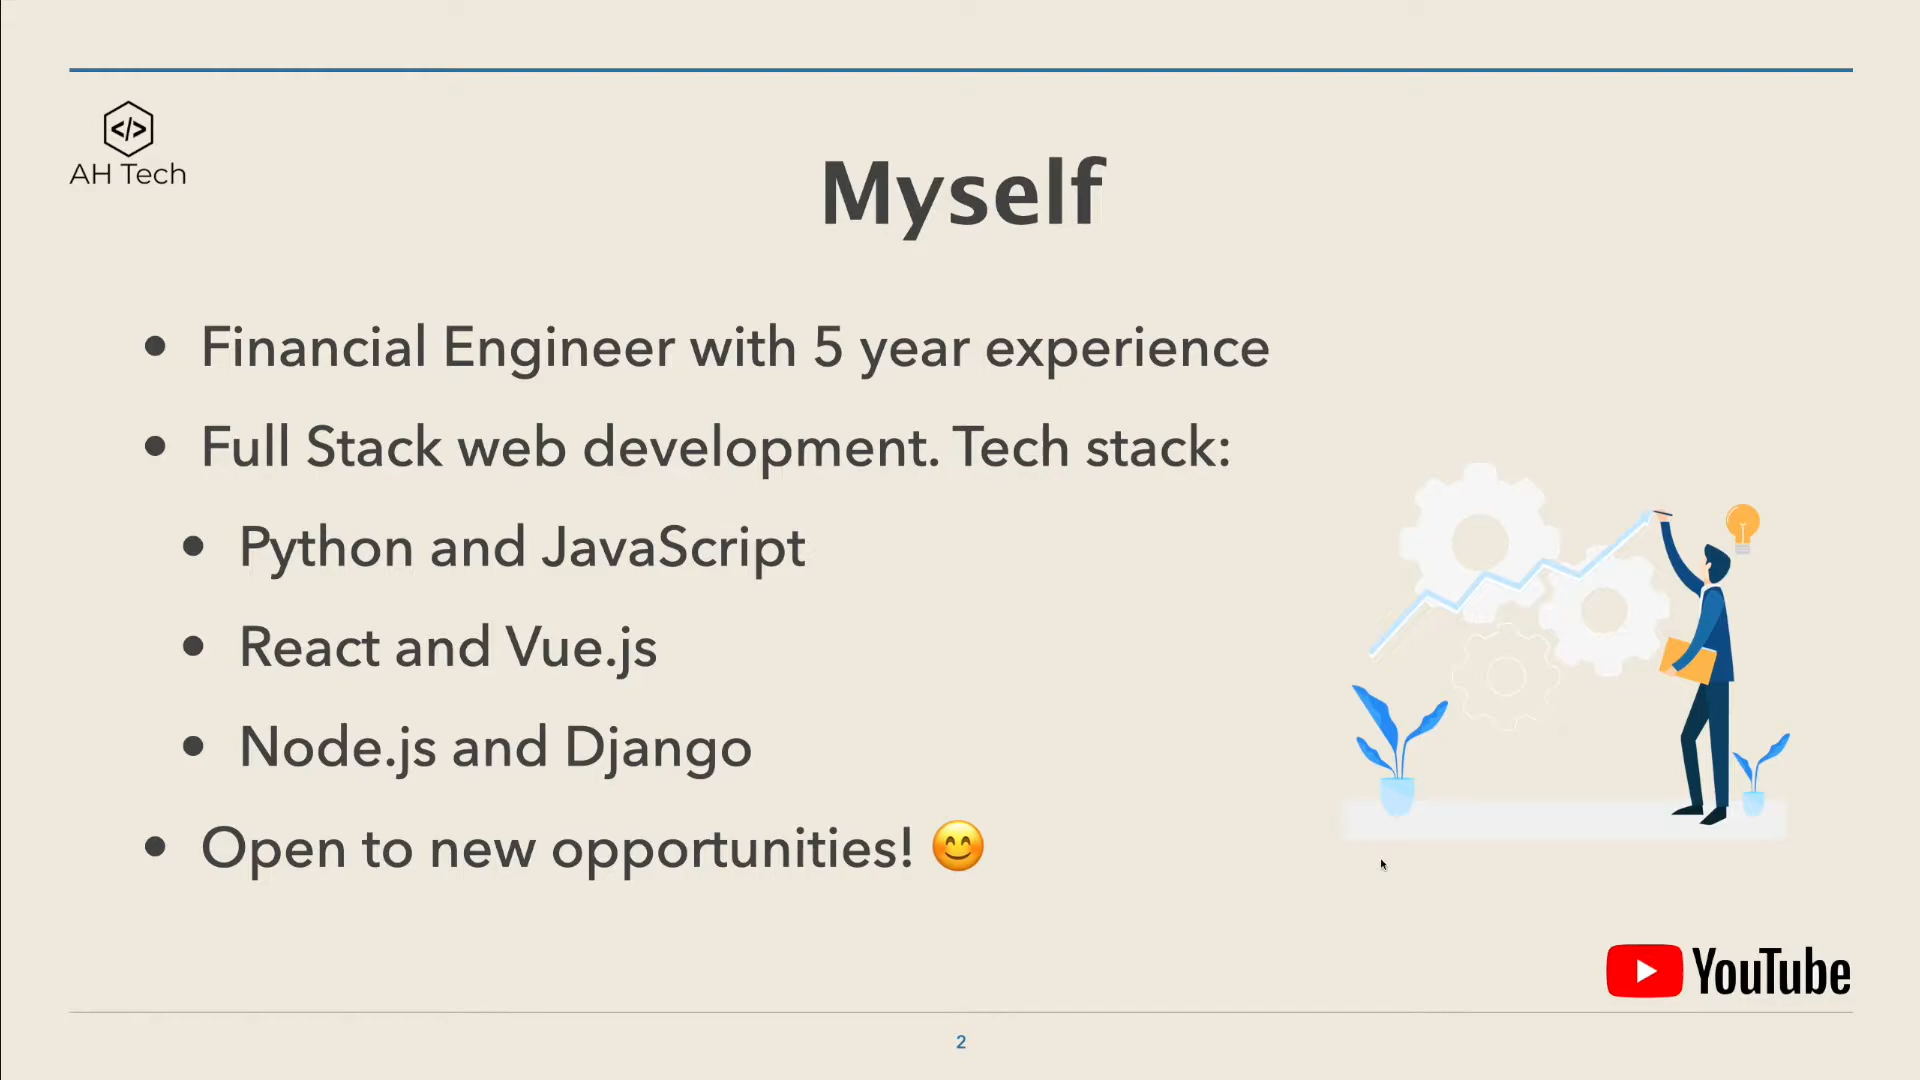 </>
AH Tech
Myself
• Financial Engineer with 5 year experience
• Full Stack web development. Tech stack:
• Python and JavaScript
• React and Vue.js
• Node.js and Django
• Open to new opportunities! 😊
YouTube
2